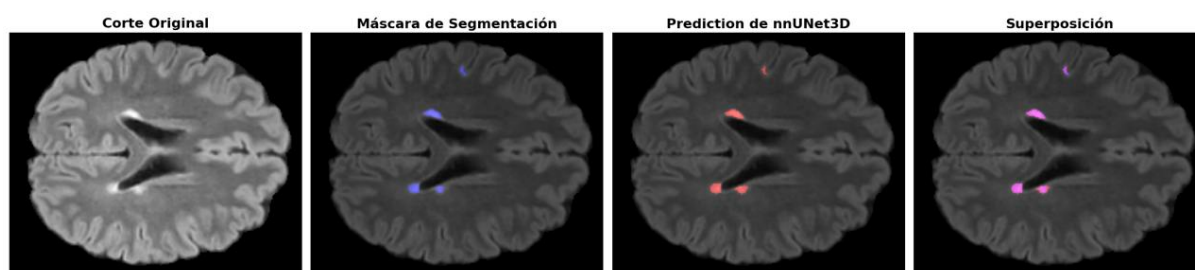 Corte Original
Máscara de Segmentación
Prediction de nnUNet3D
Superposición